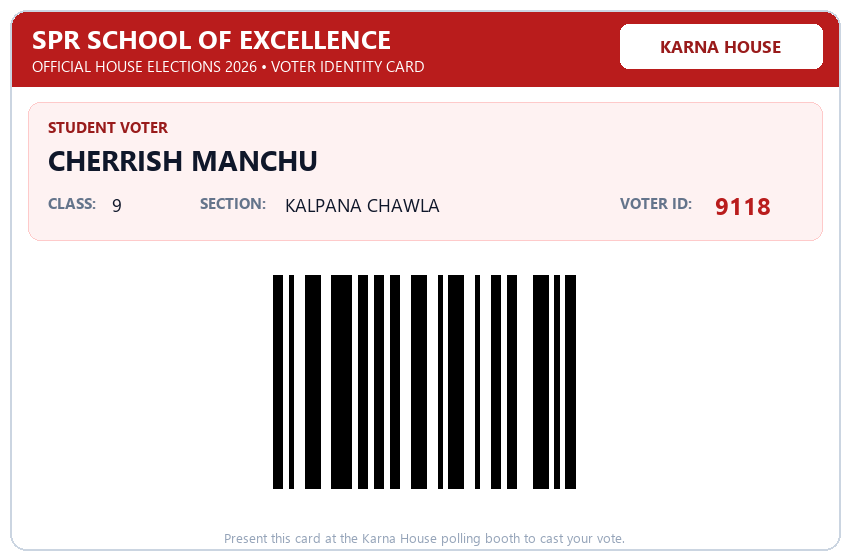 SPR SCHOOL OF EXCELLENCE
OFFICIAL HOUSE ELECTIONS 2026 • VOTER IDENTITY CARD
KARNA HOUSE
STUDENT VOTER
CHERRISH MANCHU
CLASS: 9 SECTION: KALPANA CHAWLA VOTER ID: 9118
Present this card at the Karna House polling booth to cast your vote.